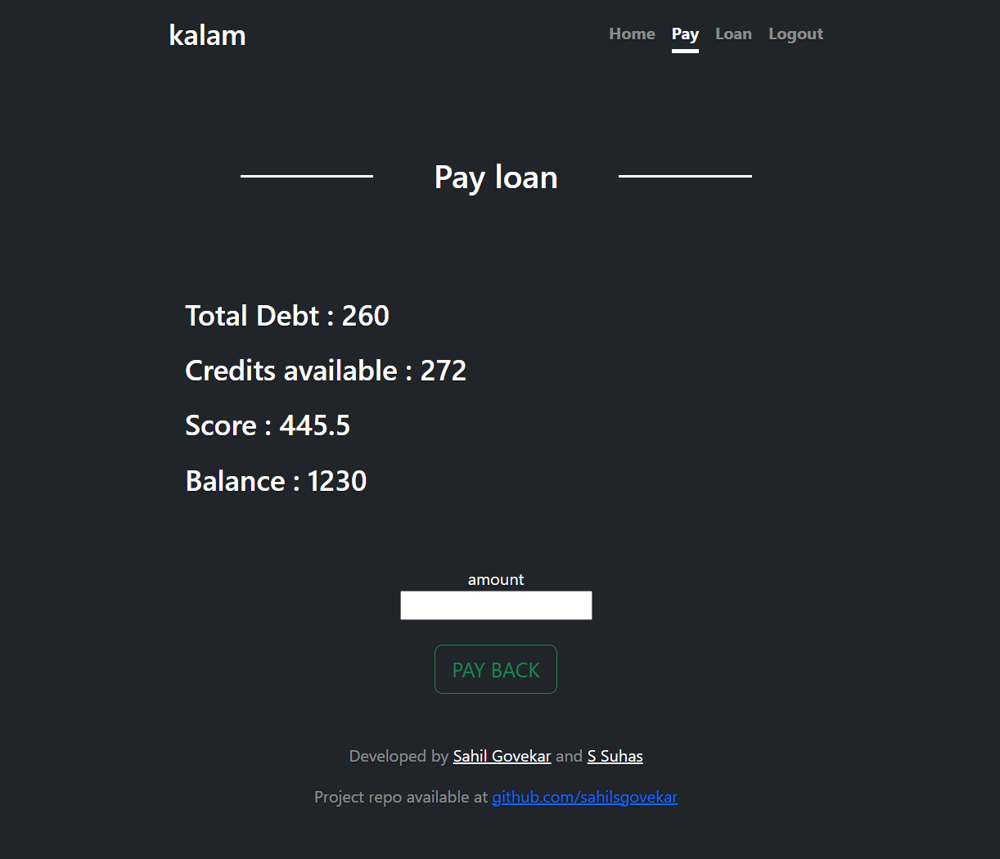 kalam
Home Pay Loan Logout
Pay loan
Total Debt : 260
Credits available : 272
Score : 445.5
Balance : 1230
amount
PAY BACK
Developed by Sahil Govekar and S Suhas
Project repo available at github.com/sahilsgovekar